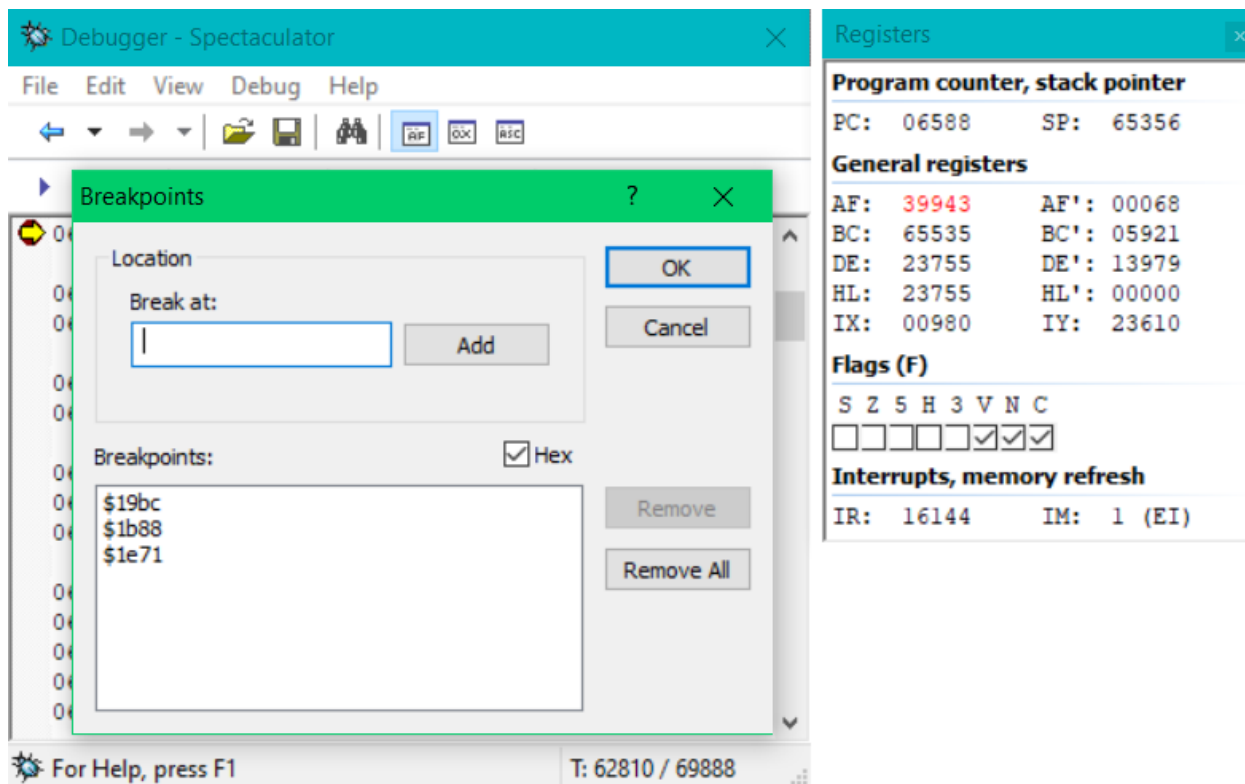 Debugger - Spectaculator
File Edit View Debug Help
AF 0X ASC
Breakpoints ?
Location
Break at:
Add
OK
Cancel
Breakpoints:
Hex
$19bc
$1b88
$1e71
Remove
Remove All
For Help, press F1
T: 62810 / 69888
Registers
Program counter, stack pointer
PC: 06588 SP: 65356
General registers
AF: 39943 AF': 00068
BC: 65535 BC': 05921
DE: 23755 DE': 13979
HL: 23755 HL': 00000
IX: 00980 IY: 23610
Flags (F)
S Z 5 H 3 V N C
Interrupts, memory refresh
IR: 16144 IM: 1 (EI)